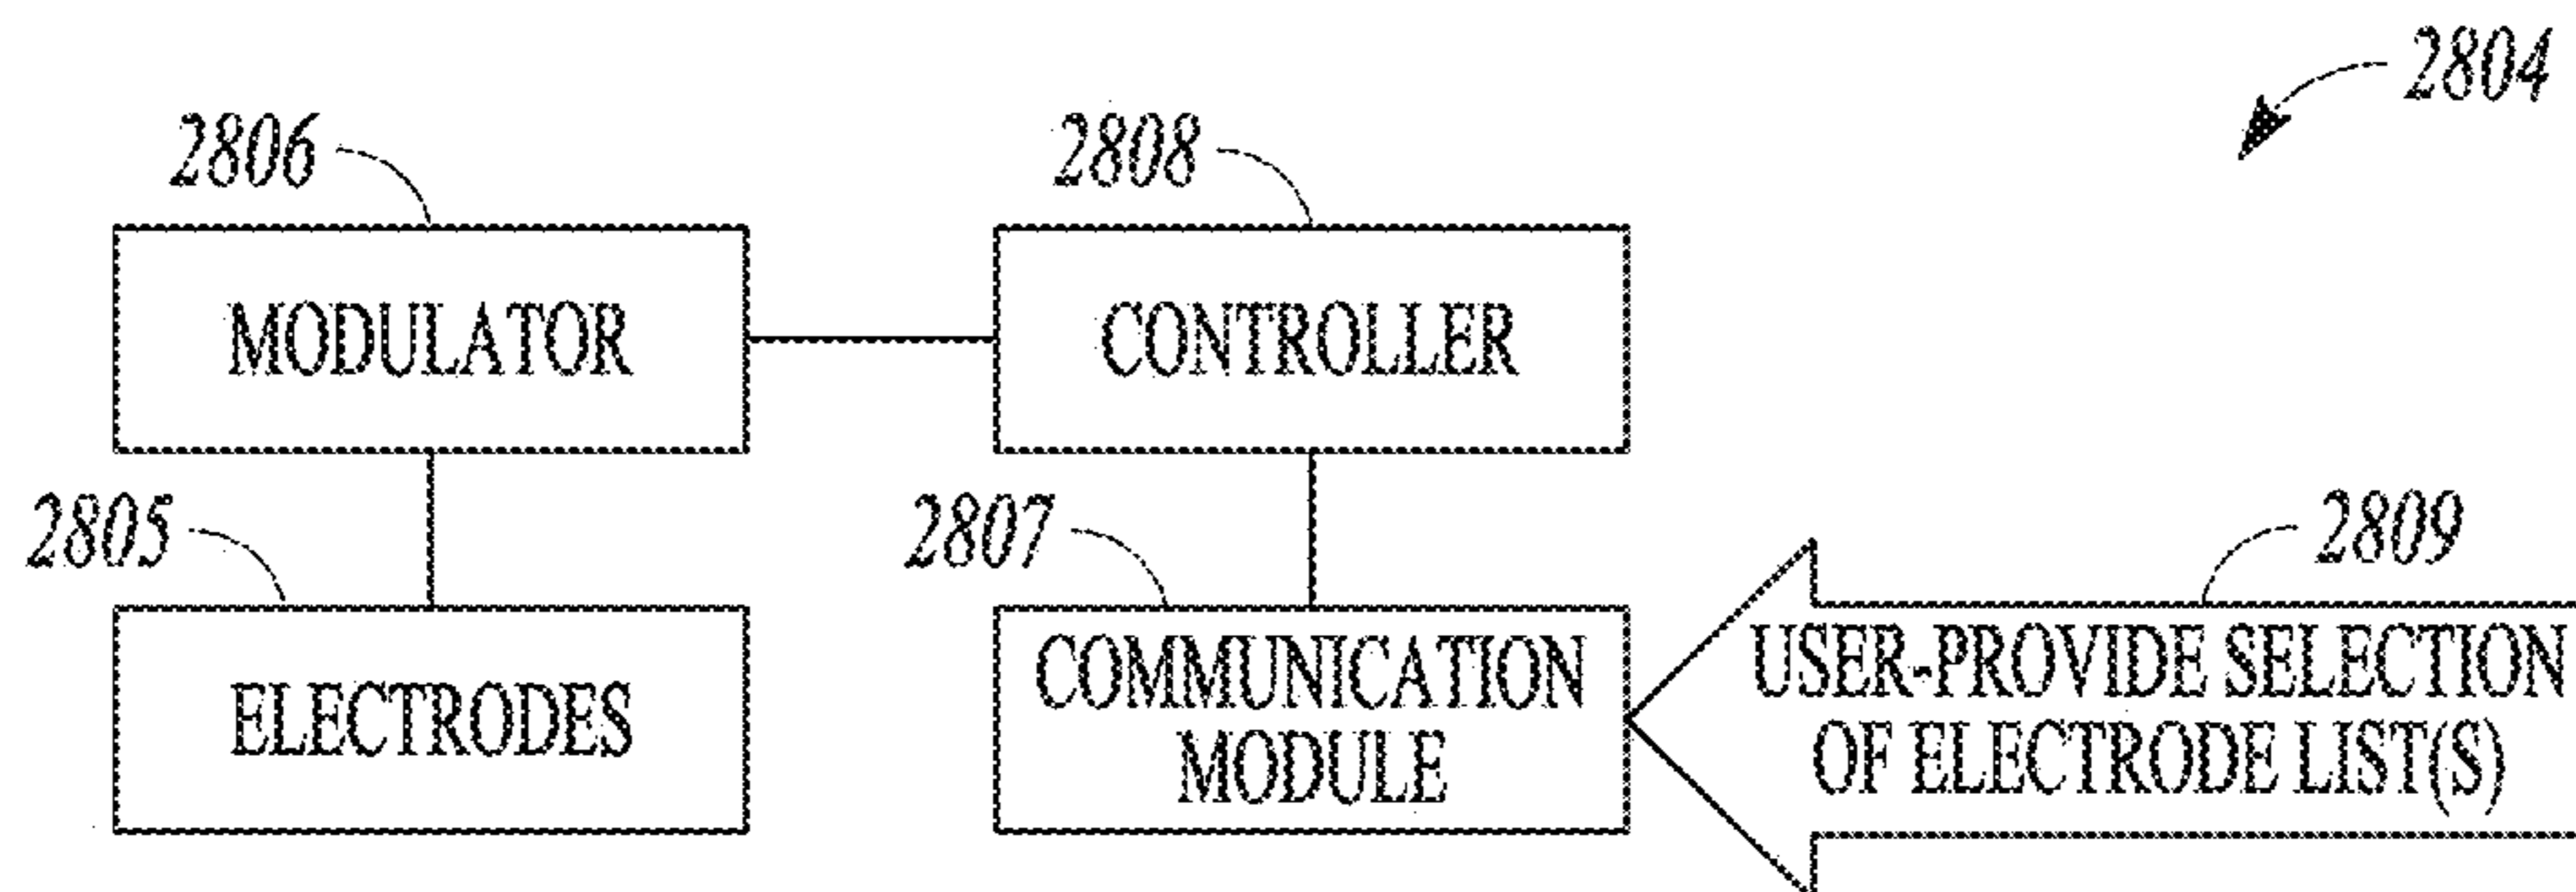 2804
2806
2808
MODULATOR
CONTROLLER
2805
2807
2809
ELECTRODES
COMMUNICATION
MODULE
USER-PROVIDE SELECTION
OF ELECTRODE LIST(S)